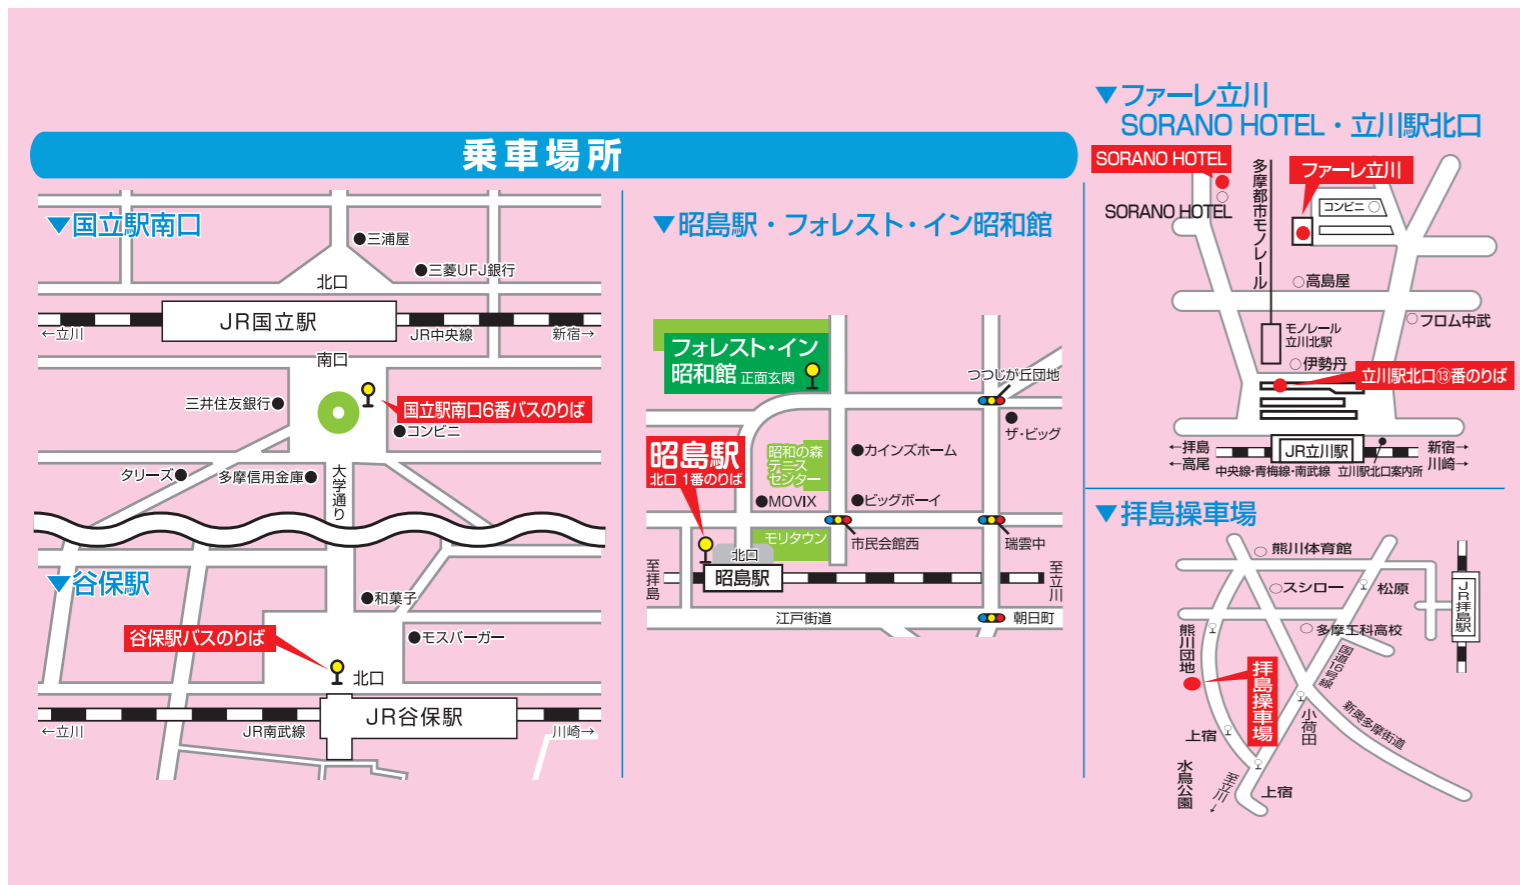 乗車場所
▼国立駅南口
●三浦屋
●三菱UFJ銀行
北口
JR国立駅
←立川
JR中央線
新宿→
南口
三井住友銀行●
国立駅南口6番バスのりば
●コンビニ
タリーズ●
多摩信用金庫●
大学通り
▼谷保駅
●和菓子
谷保駅バスのりば
●モスバーガー
北口
JR谷保駅
←立川
JR南武線
川崎→
▼昭島駅・フォレスト・イン昭和館
フォレスト・イン
昭和館 正面玄関
つつじが丘団地
●
ザ・ビッグ
昭島駅
北口 1番のりば
昭和の森
テニス
センター
●カインズホーム
●MOVIX
●ビッグボーイ
モリタウン
市民会館西
瑞雲中
北口
昭島駅
至拝島
至立川
江戸街道
朝日町
▼ファーレ立川
SORANO HOTEL・立川駅北口
SORANO HOTEL
SORANO HOTEL
多摩都市モノレール
ファーレ立川
コンビニ○
○高島屋
○フロム中武
モノレール
立川北駅
○伊勢丹
立川駅北口⑬番のりば
←拝島
←高尾
JR立川駅
新宿→
川崎→
中央線・青梅線・南武線
立川駅北口案内所
▼拝島操車場
○熊川体育館
○スシロー
松原
JR拝島駅
○多摩工科高校
熊川団地
国道16号線
拝島操車場
小荷田
新奥多摩街道
上宿
水鳥公園
至立川→
上宿